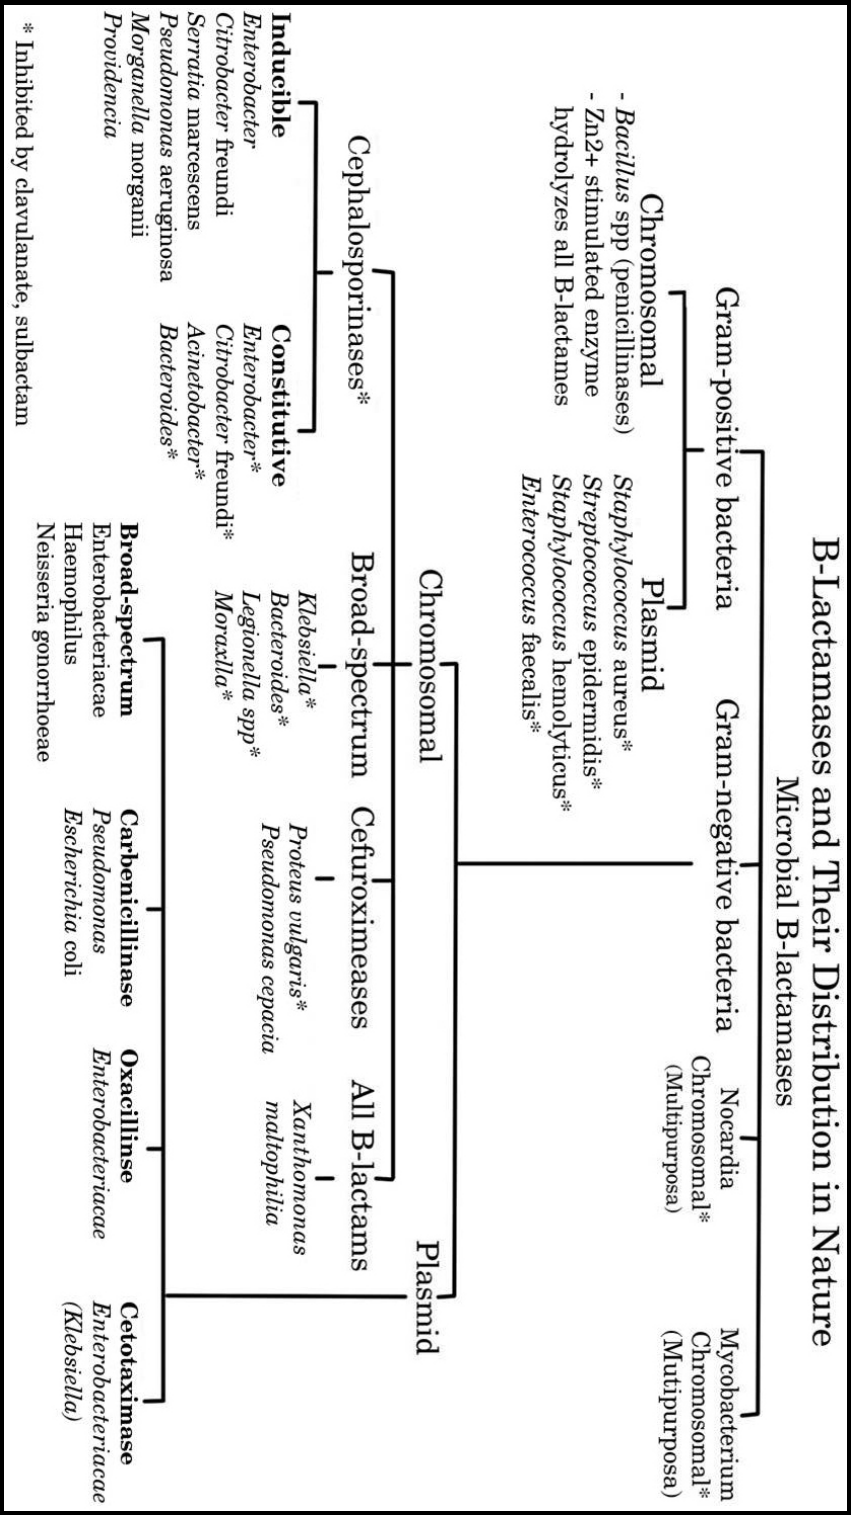 B-Lactamases and Their Distribution in Nature
Microbial B-lactamases
Gram-positive bacteria
Gram-negative bacteria
Nocardia
Chromosomal*
(Multipurposa)
Mycobacterium
Chromosomal*
(Mutipurposa)
Chromosomal
- Bacillus spp (penicillinases)
- Zn2+ stimulated enzyme
hydrolyzes all B-lactames
Plasmid
Staphylococcus aureus*
Streptococcus epidermidis*
Staphylococcus hemolyticus*
Enterococcus faecalis*
Chromosomal
Plasmid
Cephalosporinases*
Broad-spectrum
Cefuroximeases
All B-lactams
Klebsiella*
Bacteroides*
Legionella spp*
Moraxlla*
Proteus vulgaris*
Pseudomonas cepacia
Xanthomonas
maltophilia
Inducible
Enterobacter
Citrobacter freundi
Serratia marcescens
Pseudomonas aeruginosa
Morganella morganii
Providencia
Constitutive
Enterobacter*
Citrobacter freundi*
Acinetobacter*
Bacteroides*
Broad-spectrum
Enterobacteriacae
Haemophilus
Neisseria gonorrhoeae
Carbenicillinase
Pseudomonas
Escherichia coli
Oxacillinse
Enterobacteriacae
Cetotaximase
Enterobacteriacae
(Klebsiella)
* Inhibited by clavulanate, sulbactam